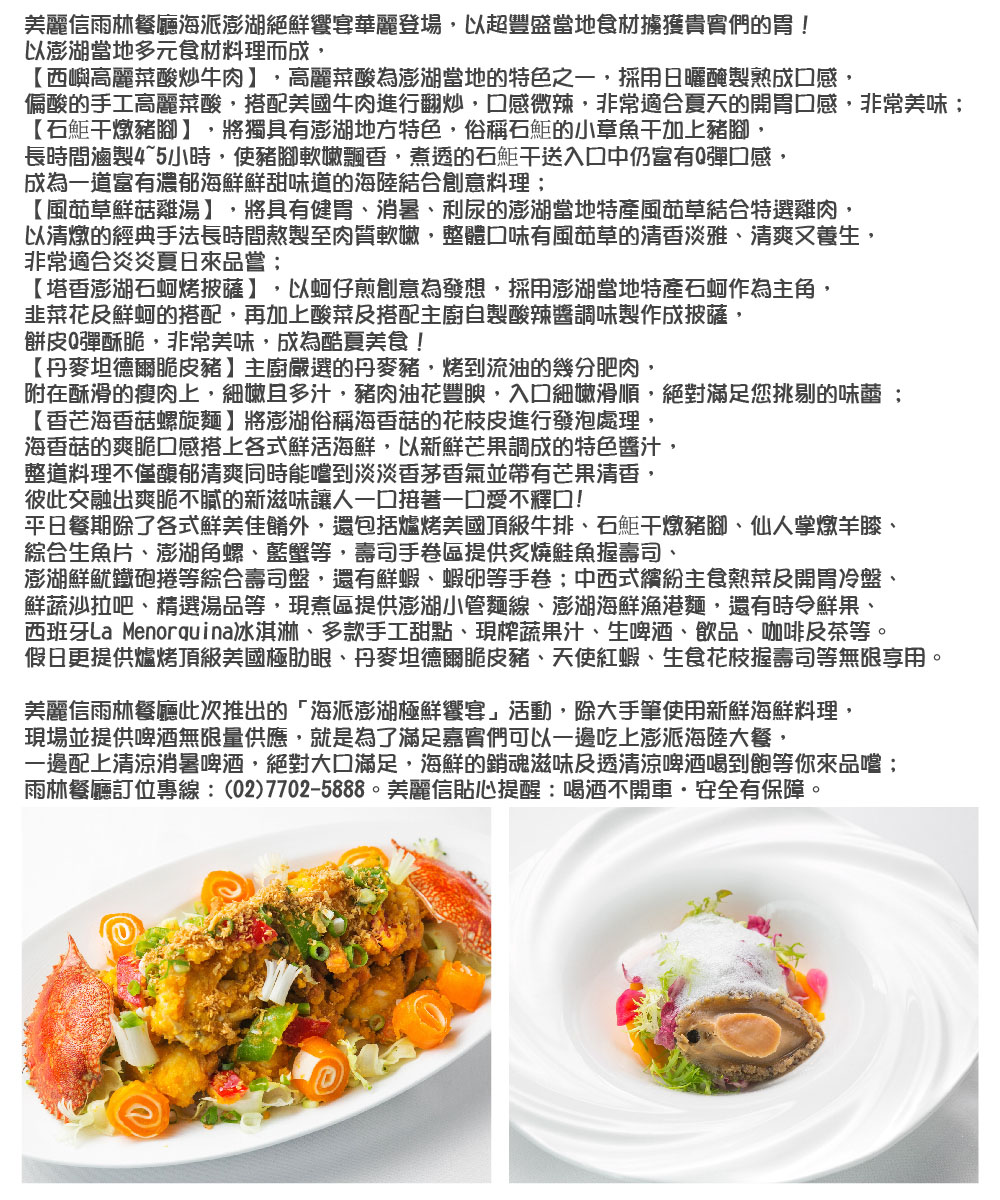 美麗信雨林餐廳海派澎湖絕鮮饗宴華麗登場，以超豐盛當地食材擄獲貴賓們的胃！
以澎湖當地多元食材料理而成，
【西嶼高麗菜酸炒牛肉】，高麗菜酸為澎湖當地的特色之一，採用日曬醃製熟成口感，
偏酸的手工高麗菜酸，搭配美國牛肉進行翻炒，口感微辣，非常適合夏天的開胃口感，非常美味；
【石鮔干燉豬腳】，將獨具有澎湖地方特色，俗稱石鮔的小章魚干加上豬腳，
長時間滷製4~5小時，使豬腳軟嫩飄香，煮透的石鮔干送入口中仍富有Q彈口感，
成為一道富有濃郁海鮮鮮甜味道的海陸結合創意料理；
【風茹草鮮菇雞湯】，將具有健胃、消暑、利尿的澎湖當地特產風茹草結合特選雞肉，
以清燉的經典手法長時間熬製至肉質軟嫩，整體口味有風茹草的清香淡雅、清爽又養生，
非常適合炎炎夏日來品嘗；
【塔香澎湖石蚵烤披薩】，以蚵仔煎創意為發想，採用澎湖當地特產石蚵作為主角，
韭菜花及鮮蚵的搭配，再加上酸菜及搭配主廚自製酸辣醬調味製作成披薩，
餅皮Q彈酥脆，非常美味，成為酷夏美食！
【丹麥坦德爾脆皮豬】主廚嚴選的丹麥豬，烤到流油的幾分肥肉，
附在酥滑的瘦肉上，細嫩且多汁，豬肉油花豐腴，入口細嫩滑順，絕對滿足您挑剔的味蕾；
【香芒海香菇螺旋麵】將澎湖俗稱海香菇的花枝皮進行發泡處理，
海香菇的爽脆口感搭上各式鮮活海鮮，以新鮮芒果調成的特色醬汁，
整道料理不僅馥郁清爽同時能嚐到淡淡香茅香氣並帶有芒果清香，
彼此交融出爽脆不膩的新滋味讓人一口接著一口愛不釋口!
平日餐期除了各式鮮美佳餚外，還包括爐烤美國頂級牛排、石鮔干燉豬腳、仙人掌燉羊膝、
綜合生魚片、澎湖角螺、藍蟹等，壽司手卷區提供炙燒鮭魚握壽司、
澎湖鮮魷鐵砲捲等綜合壽司盤，還有鮮蝦、蝦卵等手卷；中西式繽紛主食熱菜及開胃冷盤、
鮮蔬沙拉吧、精選湯品等，現煮區提供澎湖小管麵線、澎湖海鮮漁港麵，還有時令鮮果、
西班牙La Menorquina冰淇淋、多款手工甜點、現榨蔬果汁、生啤酒、飲品、咖啡及茶等。
假日更提供爐烤頂級美國極肋眼、丹麥坦德爾脆皮豬、天使紅蝦、生食花枝握壽司等無限享用。
美麗信雨林餐廳此次推出的「海派澎湖極鮮饗宴」活動，除大手筆使用新鮮海鮮料理，
現場並提供啤酒無限量供應，就是為了滿足嘉賓們可以一邊吃上澎派海陸大餐，
一邊配上清涼消暑啤酒，絕對大口滿足，海鮮的銷魂滋味及透清涼啤酒喝到飽等你來品嚐；
雨林餐廳訂位專線：(02)7702-5888。美麗信貼心提醒：喝酒不開車‧安全有保障。